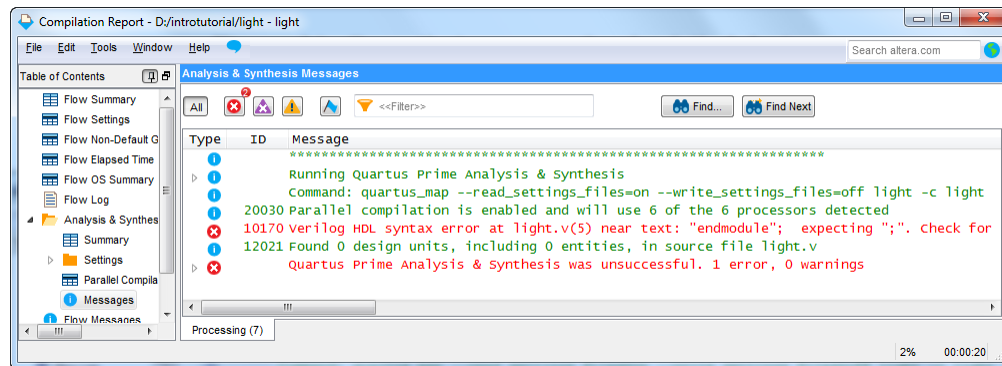 Compilation Report - D:/introtutorial/light - light
File Edit Tools Window Help
Search altera.com
Table of Contents
Flow Summary
Flow Settings
Flow Non-Default G
Flow Elapsed Time
Flow OS Summary
Flow Log
Analysis & Synthes
Summary
Settings
Parallel Compila
Messages
Flow Messages
Analysis & Synthesis Messages
All 2 <<Filter>> Find... Find Next
Type ID Message
*******************************************************************
Running Quartus Prime Analysis & Synthesis
Command: quartus_map --read_settings_files=on --write_settings_files=off light -c light
20030 Parallel compilation is enabled and will use 6 of the 6 processors detected
10170 Verilog HDL syntax error at light.v(5) near text: "endmodule"; expecting ";". Check for
12021 Found 0 design units, including 0 entities, in source file light.v
Quartus Prime Analysis & Synthesis was unsuccessful. 1 error, 0 warnings
Processing (7)
2% 00:00:20